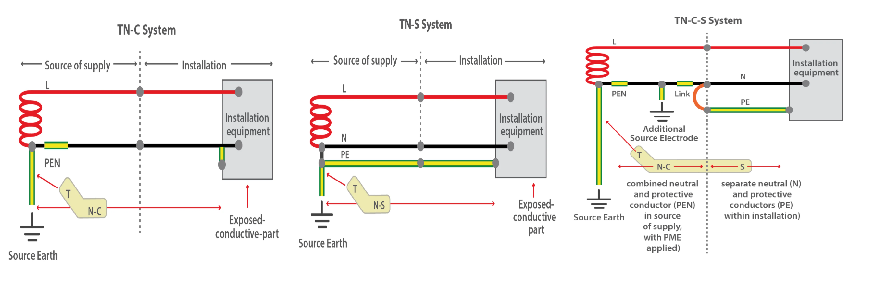 TN-C System
Source of supply
Installation
L
Installation
equipment
PEN
T
N-C
Exposed-
conductive-part
Source Earth
TN-S System
Source of supply
Installation
L
Installation
equipment
N
PE
T
N-S
Exposed-
conductive
part
Source Earth
TN-C-S System
L
Installation
equipment
N
PEN
Link
PE
Additional
Source Electrode
T
N-C
S
combined neutral
and protective
conductor (PEN)
in source
of supply,
with PME
applied)
separate neutral (N)
and protective
conductors (PE)
within installation)
Source Earth